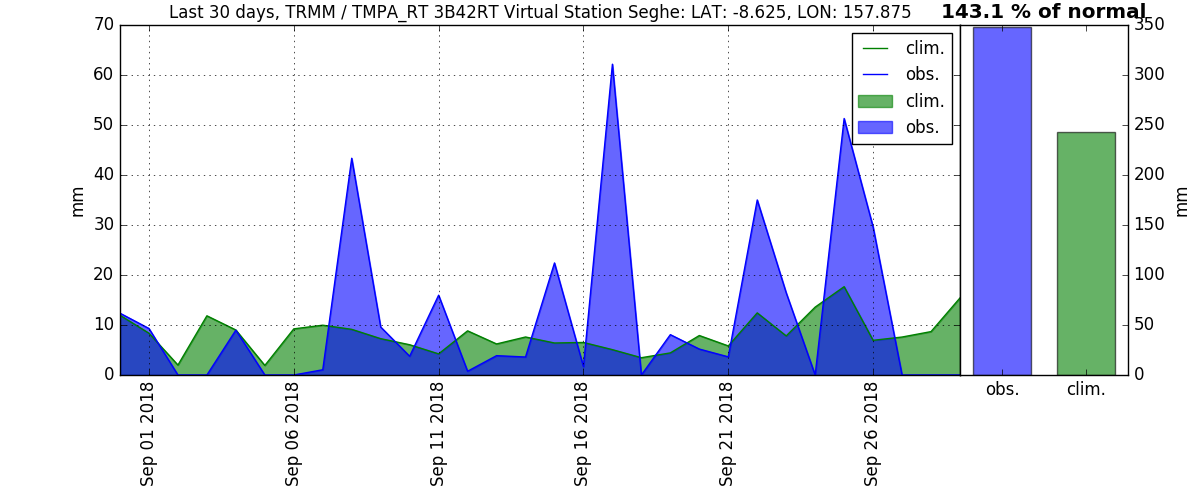 Last 30 days, TRMM / TMPA_RT 3B42RT Virtual Station Seghe: LAT: -8.625, LON: 157.875
143.1 % of normal
70
60
50
40
30
20
10
0
mm
clim.
obs.
clim.
obs.
Sep 01 2018
Sep 06 2018
Sep 11 2018
Sep 16 2018
Sep 21 2018
Sep 26 2018
350
300
250
200
150
100
50
0
mm
obs.
clim.